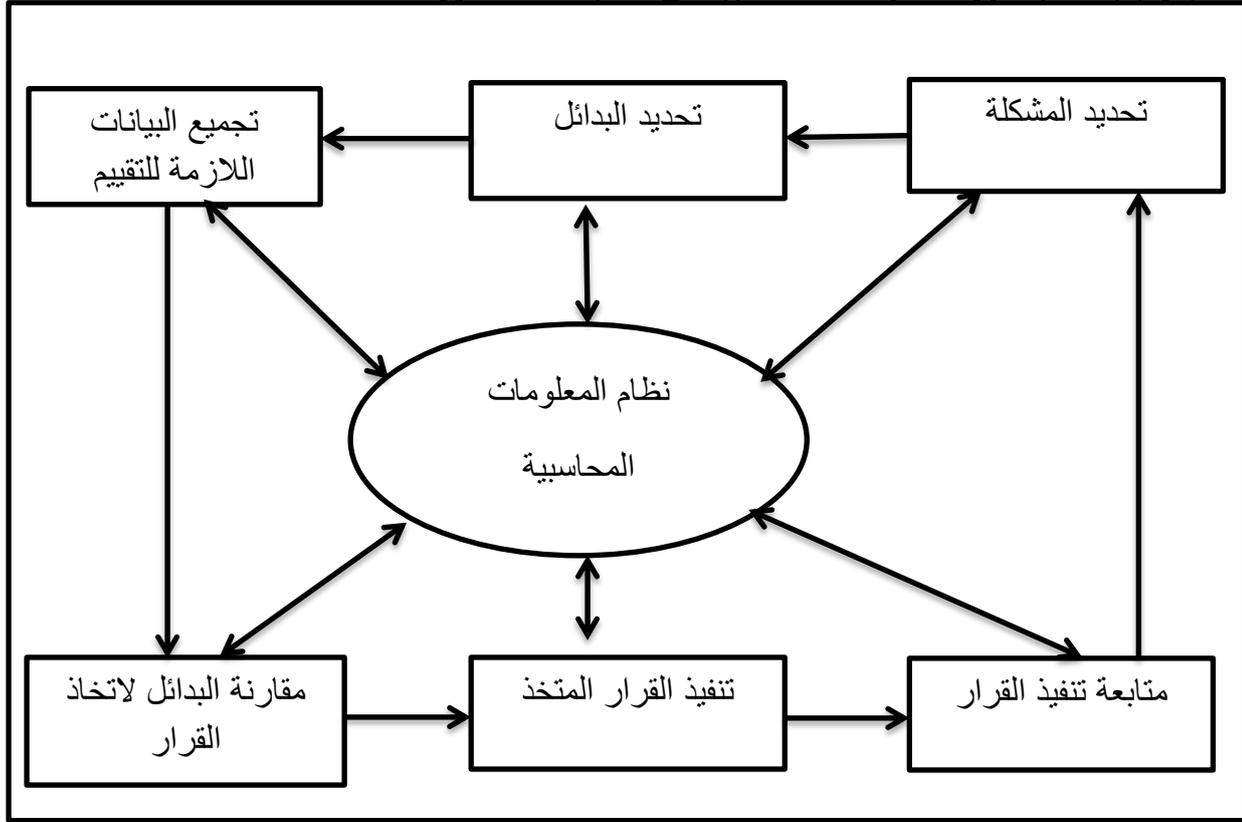 تحديد المشكلة
تحديد البدائل
تجميع البيانات
اللازمة للتقييم
نظام المعلومات
المحاسبية
متابعة تنفيذ القرار
تنفيذ القرار المتخذ
مقارنة البدائل لاتخاذ
القرار